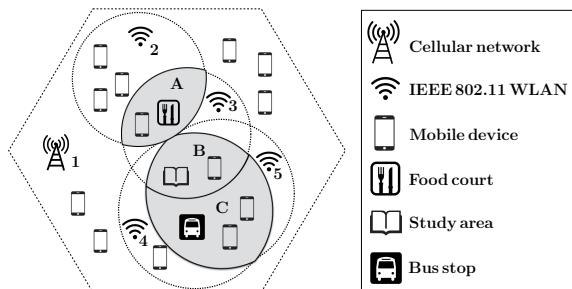 2
A
3
1
B
5
C
4
Cellular network
IEEE 802.11 WLAN
Mobile device
Food court
Study area
Bus stop